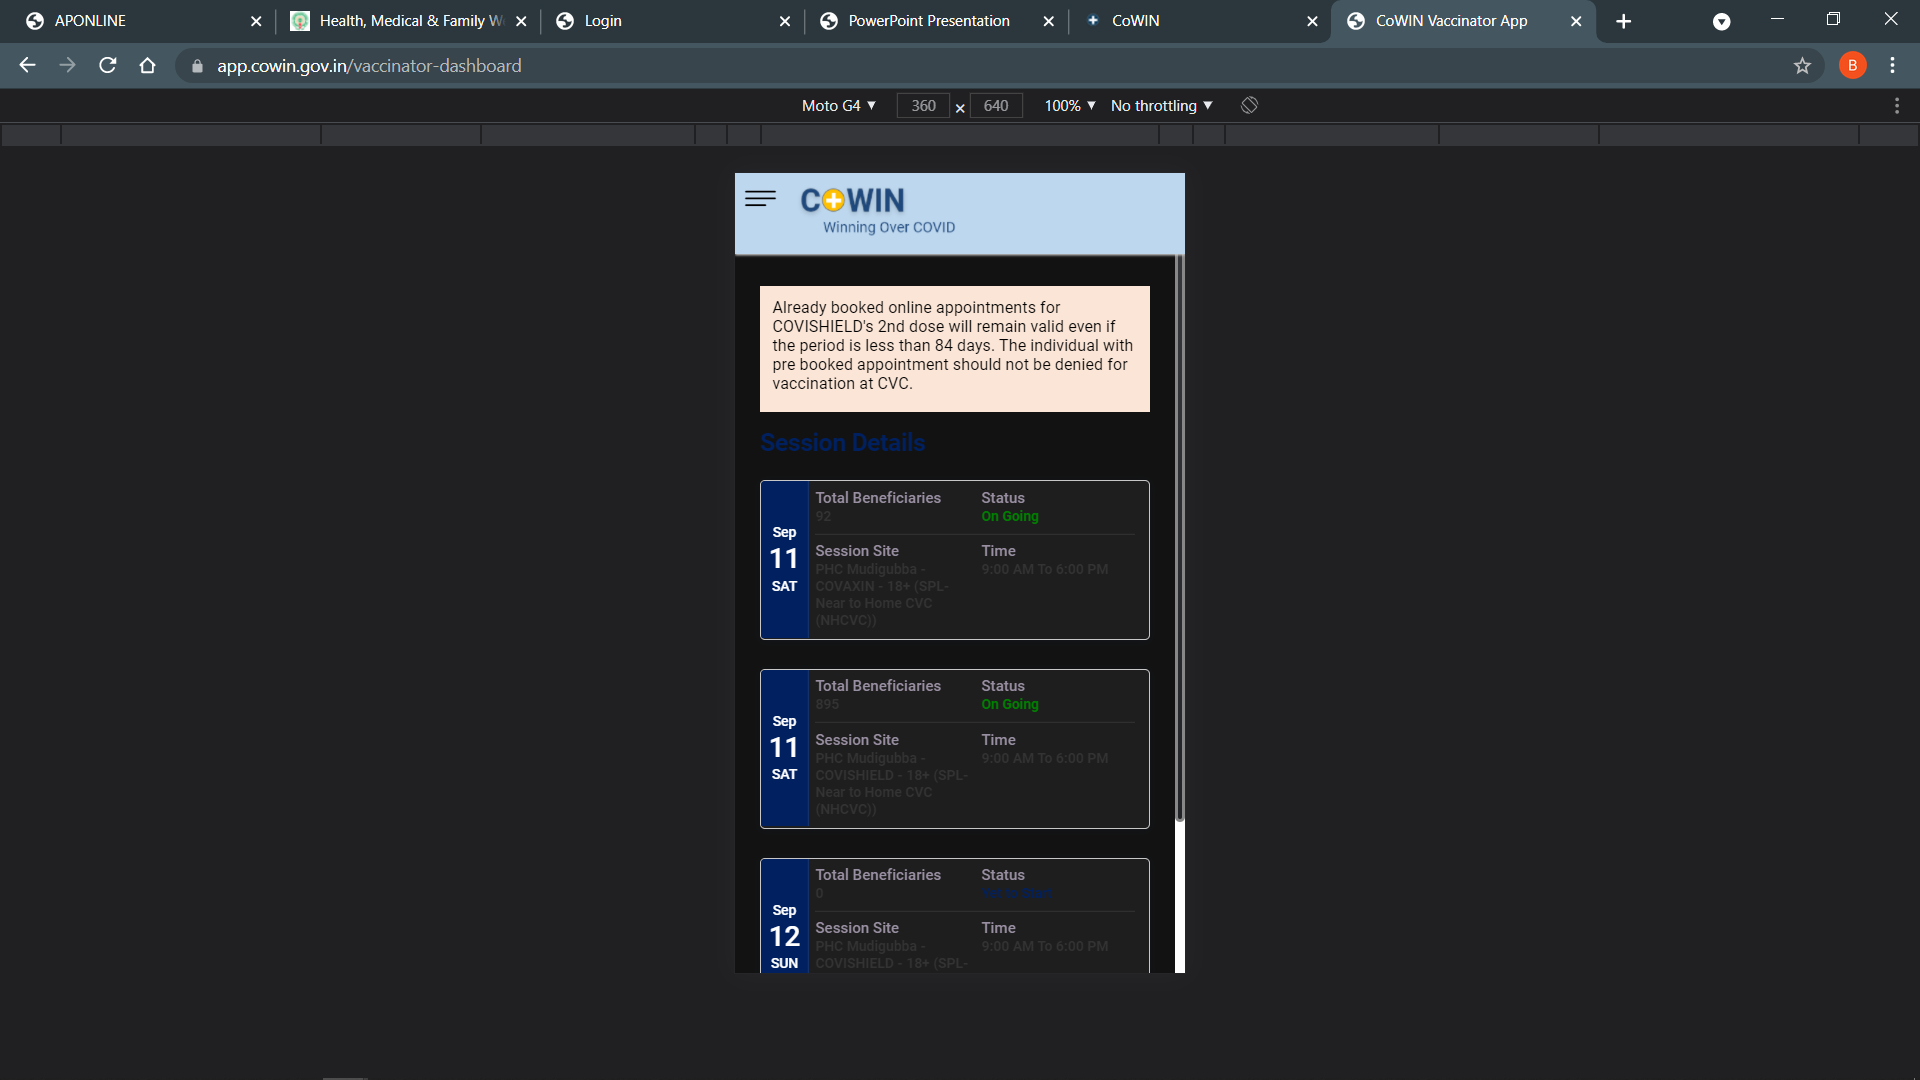 APONLINE
Health, Medical & Family W
Login
PowerPoint Presentation
CoWIN
CoWIN Vaccinator App
app.cowin.gov.in/vaccinator-dashboard
B
Moto G4 ▼ 360 × 640 100% ▼ No throttling ▼
COWIN
Winning Over COVID
Already booked online appointments for
COVISHIELD's 2nd dose will remain valid even if
the period is less than 84 days. The individual with
pre booked appointment should not be denied for
vaccination at CVC.
Session Details
Sep
11
SAT
Total Beneficiaries
92
Status
On Going
Session Site
PHC Mudigubba -
COVAXIN - 18+ (SPL-
Near to Home CVC
(NHCVC))
Time
9:00 AM To 6:00 PM
Sep
11
SAT
Total Beneficiaries
895
Status
On Going
Session Site
PHC Mudigubba -
COVISHIELD - 18+ (SPL-
Near to Home CVC
(NHCVC))
Time
9:00 AM To 6:00 PM
Sep
12
SUN
Total Beneficiaries
0
Status
Yet to Start
Session Site
PHC Mudigubba -
COVISHIELD - 18+ (SPL-
Time
9:00 AM To 6:00 PM